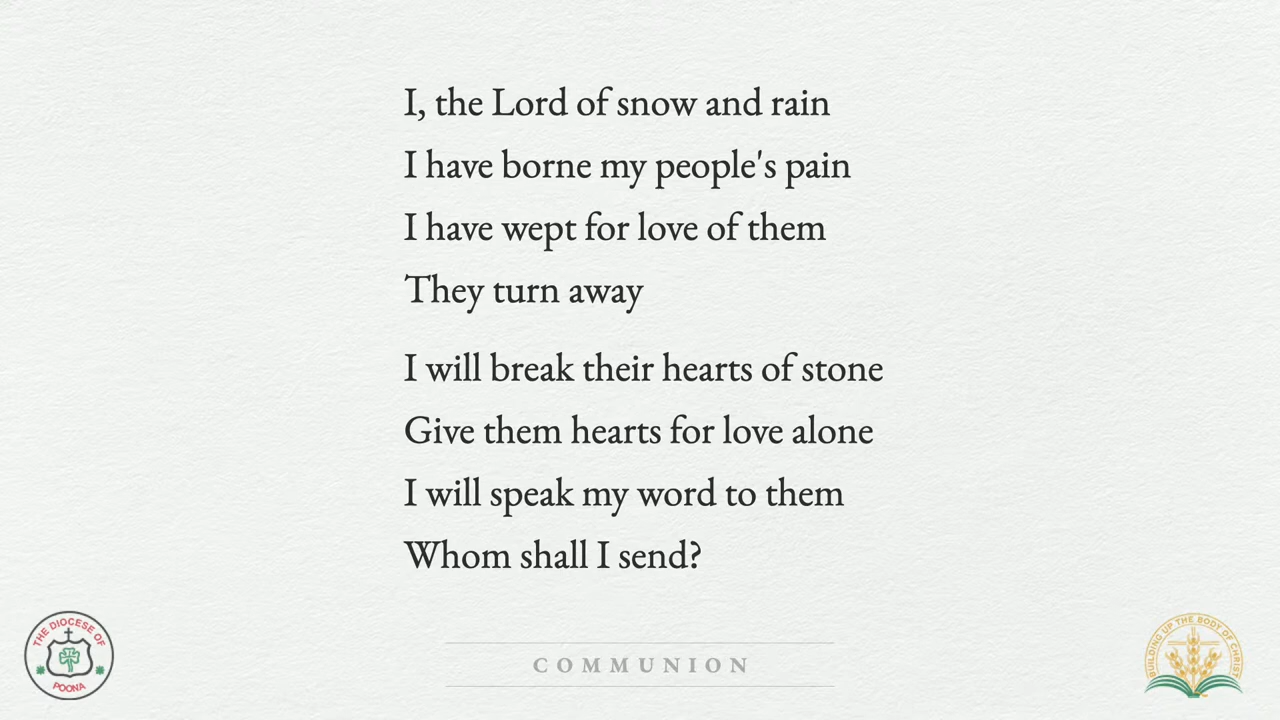 I, the Lord of snow and rain
I have borne my people's pain
I have wept for love of them
They turn away
I will break their hearts of stone
Give them hearts for love alone
I will speak my word to them
Whom shall I send?
THE DIOCESE OF
POONA
COMMUNION
BUILDING UP THE BODY OF CHRIST